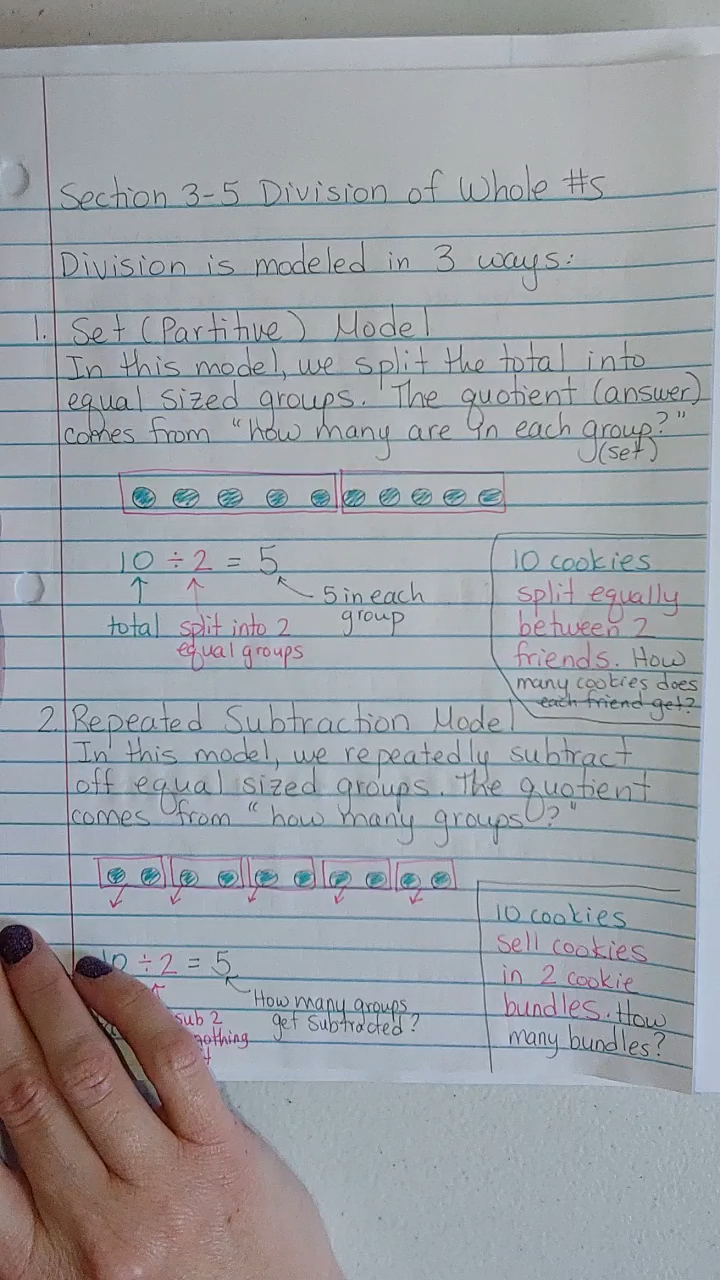 Section 3-5 Division of Whole #s
Division is modeled in 3 ways:
1. Set (Partitive) Model
In this model, we split the total into
equal sized groups. The quotient (answer)
comes from "how many are in each group?"
(set)
10 ÷ 2 = 5
5 in each
group
total split into 2
equal groups
10 cookies
split equally
between 2
friends. How
many cookies does
each friend get?
2. Repeated Subtraction Model
In this model, we repeatedly subtract
off equal sized groups. The quotient
comes from "how many groups?"
10 ÷ 2 = 5
How many groups
get subtracted?
sub 2
10 cookies
sell cookies
in 2 cookie
bundles. How
many bundles?